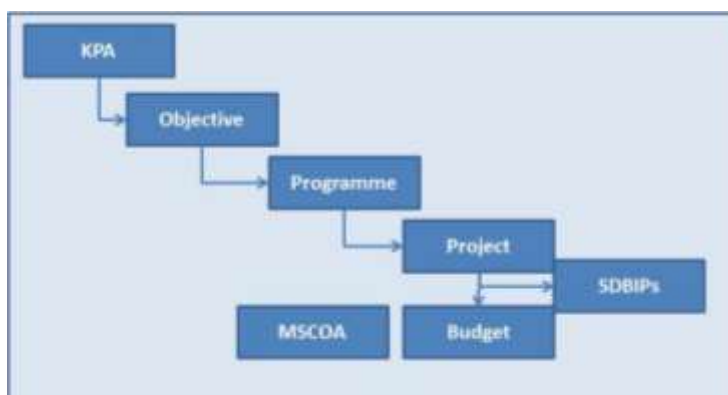 KPA
Objective
Programme
Project
SDBIPs
MSCOA
Budget